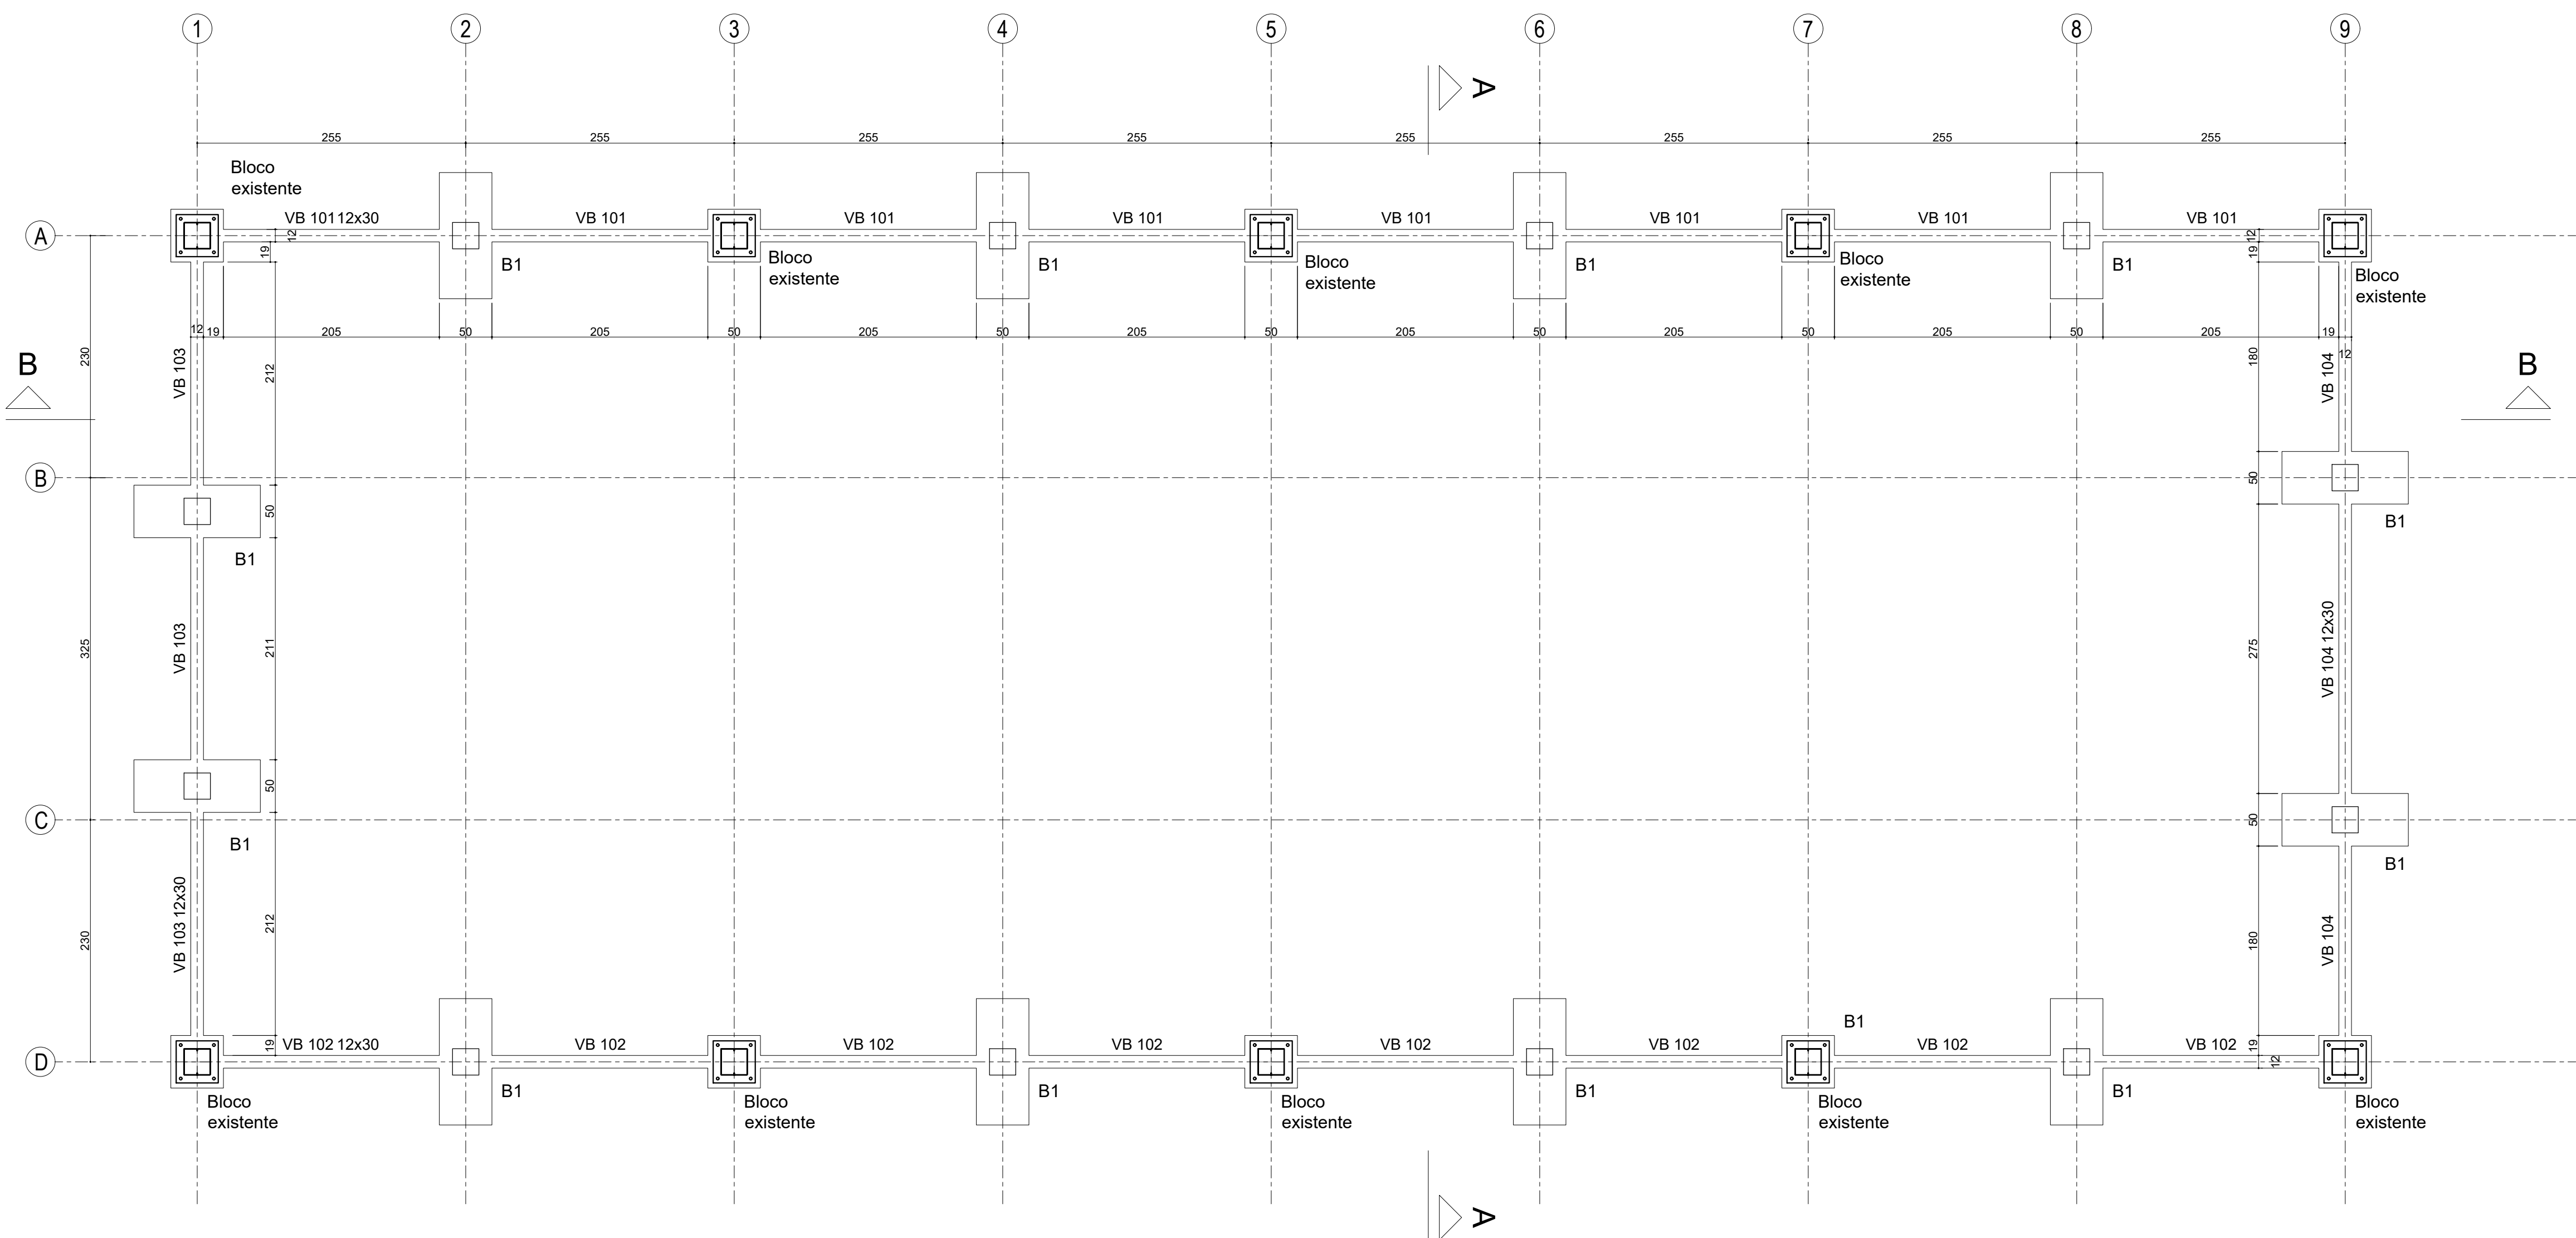 1 2 3 4 5 6 7 8 9
A
255 255 255 255 255 255 255 255
Bloco
existente
A
VB 101 12x30 VB 101 VB 101 VB 101 VB 101 VB 101 VB 101 VB 101
12
19
12
19
B1 B1 B1 B1
Bloco
existente
Bloco
existente
Bloco
existente
Bloco
existente
12 19 205 50 205 50 205 50 205 50 205 50 205 50 205 50 205 19
12
230
VB 103
212
180
VB 104
B
B
B
50
B1
50
B1
325
VB 103
211
275
VB 104 12x30
50
B1
50
B1
C
230
VB 103 12x30
212
180
VB 104
B1
19
VB 102 12x30 VB 102 VB 102 VB 102 VB 102 VB 102 VB 102 VB 102
19
12
D
B1 B1 B1 B1
Bloco
existente
Bloco
existente
Bloco
existente
Bloco
existente
Bloco
existente
A